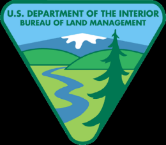 U.S. DEPARTMENT OF THE INTERIOR
BUREAU OF LAND MANAGEMENT